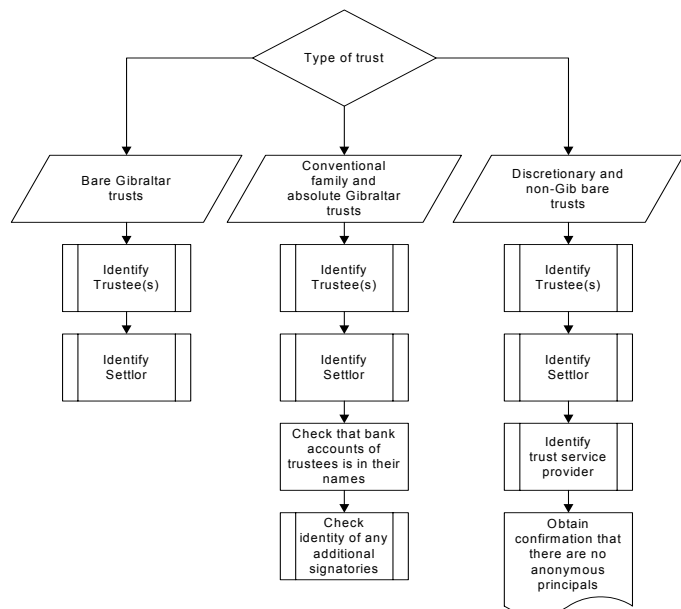 Type of trust
Bare Gibraltar
trusts
Conventional
family and
absolute Gibraltar
trusts
Discretionary and
non-Gib bare
trusts
Identify
Trustee(s)
Identify
Trustee(s)
Identify
Trustee(s)
Identify
Settlor
Identify
Settlor
Identify
Settlor
Check that bank
accounts of
trustees is in their
names
Identify
trust service
provider
Check
identity of any
additional
signatories
Obtain
confirmation that
there are no
anonymous
principals